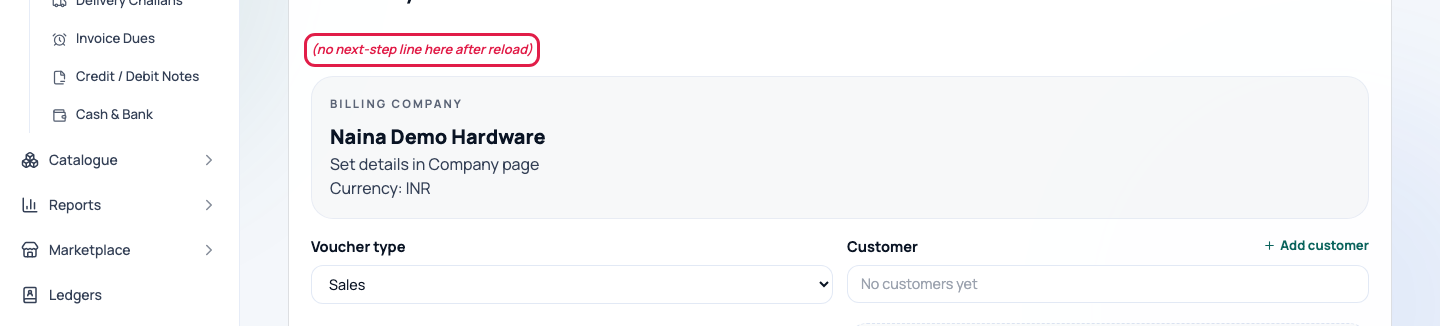 Delivery Challans
Invoice Dues
Credit / Debit Notes
Cash & Bank
Catalogue
Reports
Marketplace
Ledgers
(no next-step line here after reload)
BILLING COMPANY
Naina Demo Hardware
Set details in Company page
Currency: INR
Voucher type
Sales
Customer
+ Add customer
No customers yet